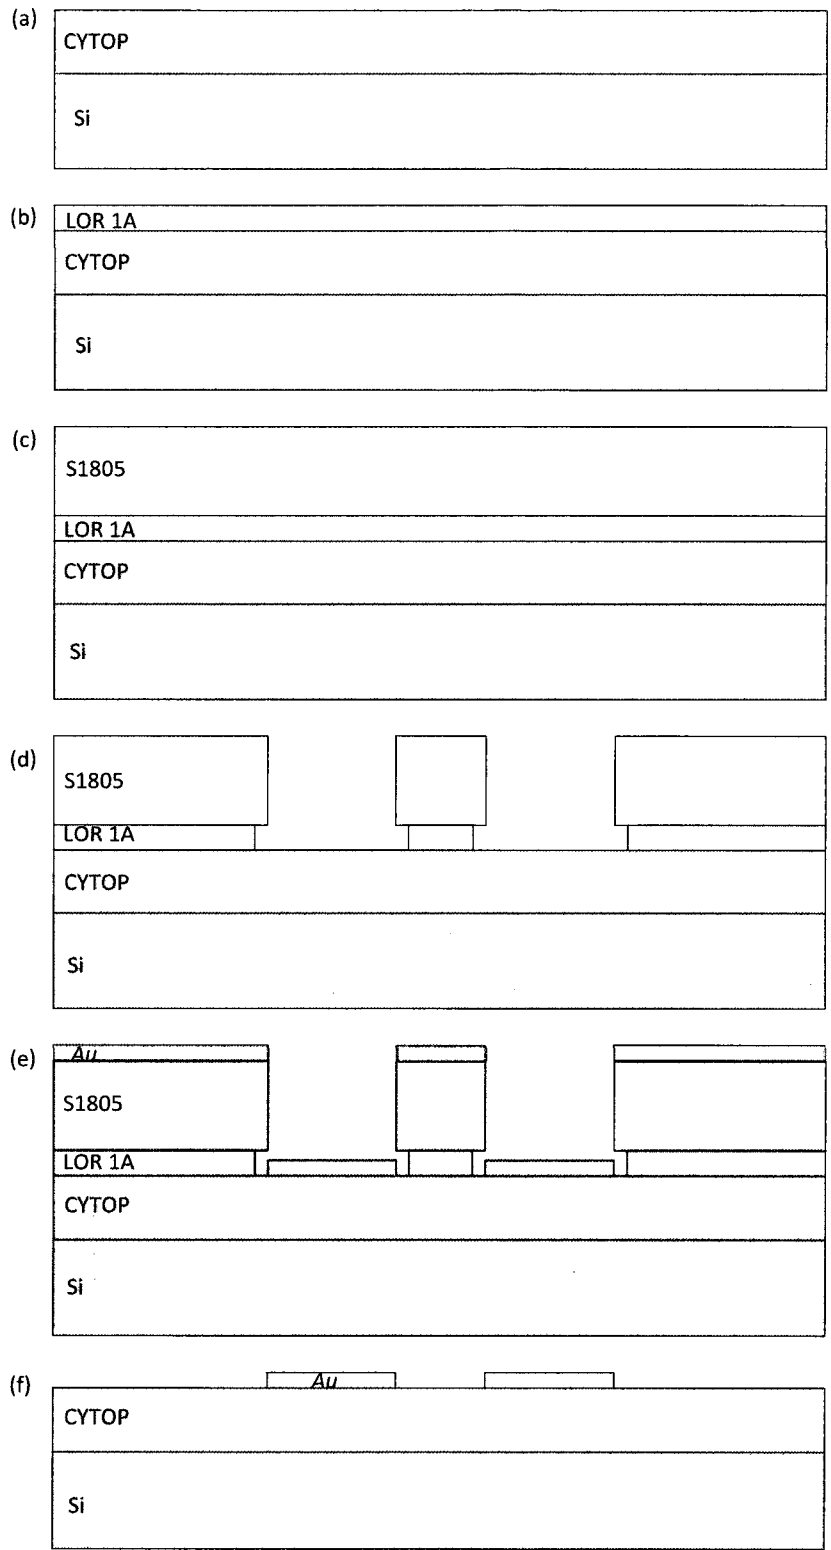 (a)
CYTOP
Si
(b)
LOR 1A
CYTOP
Si
(c)
S1805
LOR 1A
CYTOP
Si
(d)
S1805
LOR 1A
CYTOP
Si
(e)
Au
S1805
LOR 1A
CYTOP
Si
(f)
Au
CYTOP
Si